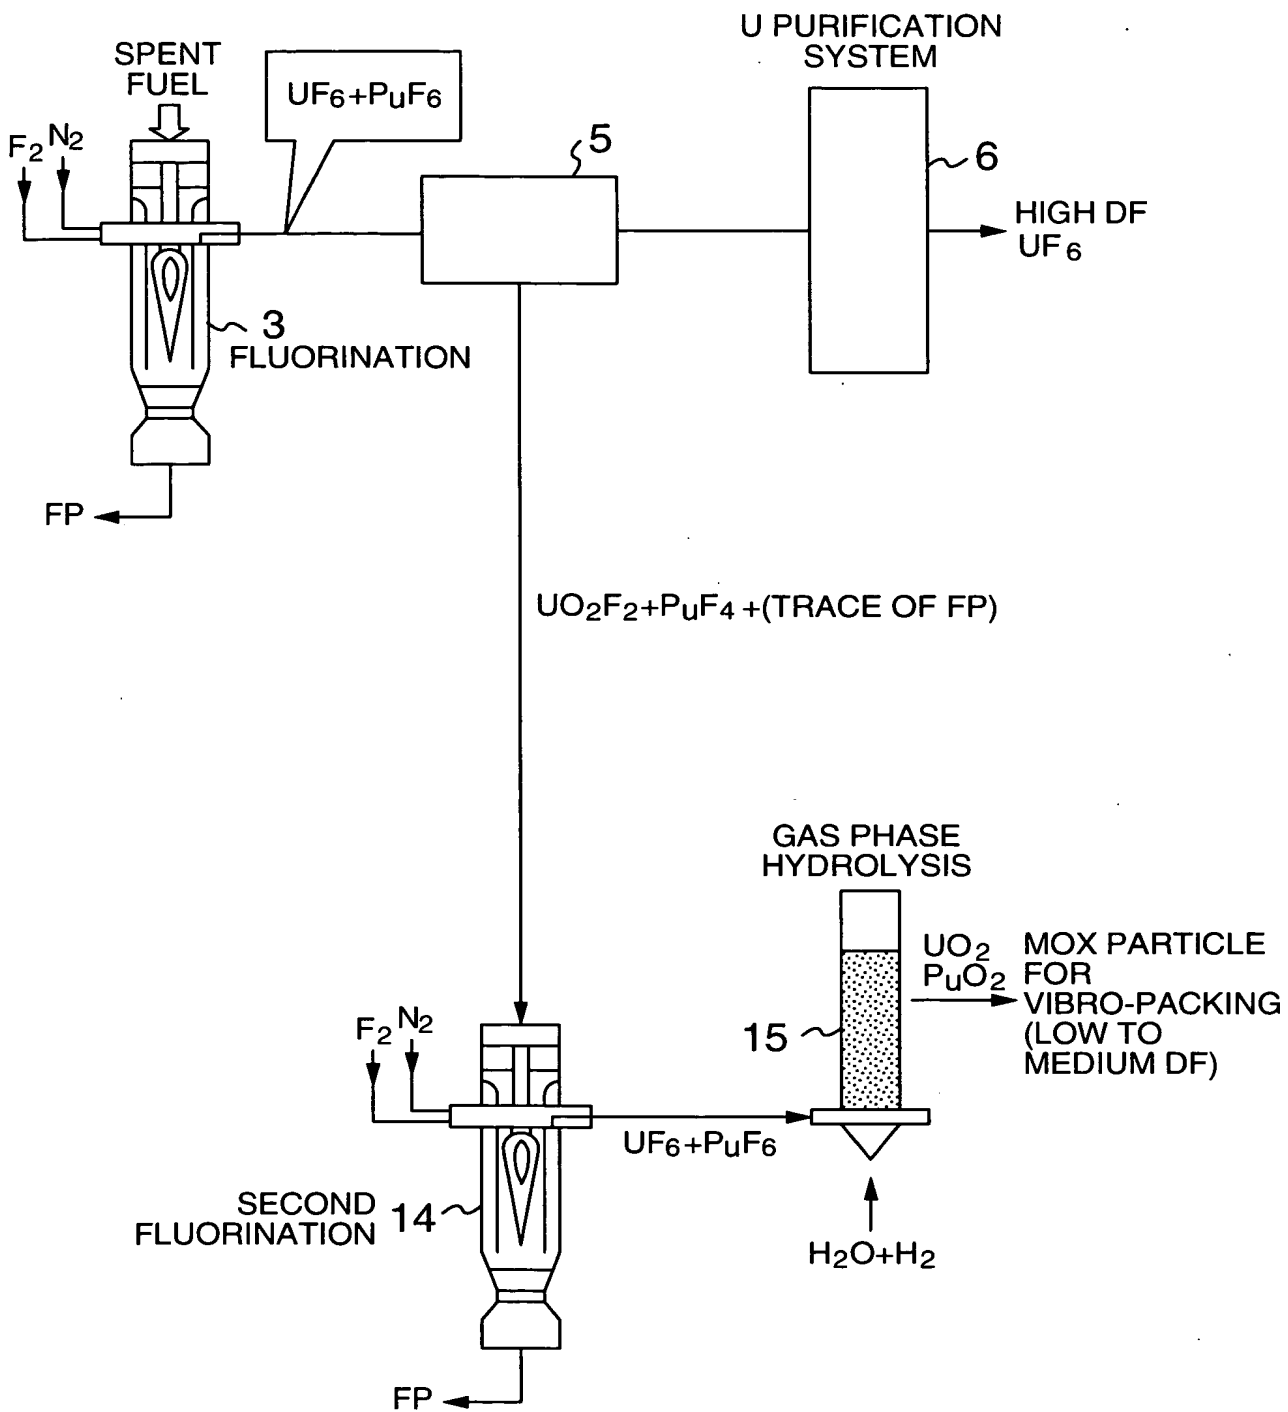 U PURIFICATION
SYSTEM
SPENT
FUEL
UF6+PuF6
F2 N2
5
6
HIGH DF
UF6
3
FLUORINATION
FP
UO2F2+PuF4+(TRACE OF FP)
GAS PHASE
HYDROLYSIS
UO2
PuO2
MOX PARTICLE
FOR
VIBRO-PACKING
(LOW TO
MEDIUM DF)
15
F2 N2
UF6+PuF6
SECOND
FLUORINATION
14
H2O+H2
FP